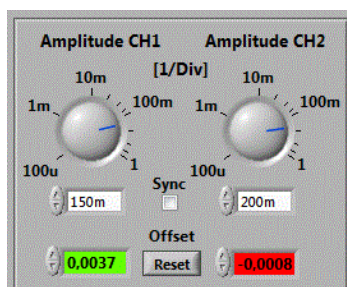 Amplitude CH1 Amplitude CH2
[1/Div]
10m 10m
1m 100m 1m 100m
100u 1 100u 1
Sync
150m 200m
Offset
0,0037 Reset -0,0008